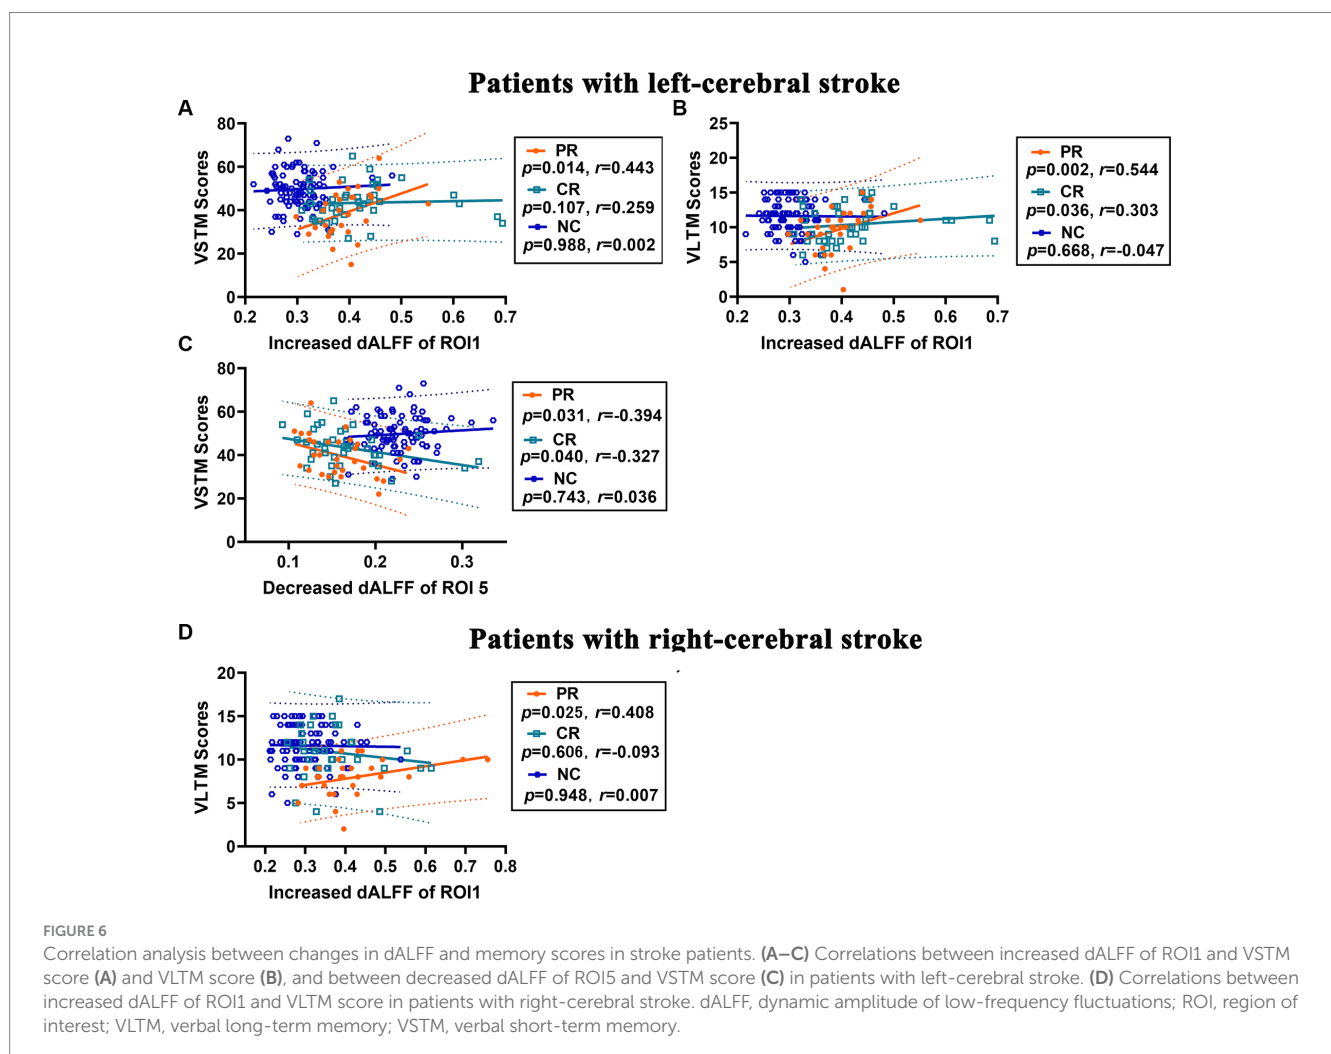 Patients with left-cerebral stroke
A
80
60
40
20
0
VSTM Scores
0.2 0.3 0.4 0.5 0.6 0.7
Increased dALFF of ROI1
PR
p=0.014, r=0.443
CR
p=0.107, r=0.259
NC
p=0.988, r=0.002
B
25
20
15
10
5
0
VLTM Scores
0.2 0.3 0.4 0.5 0.6 0.7
Increased dALFF of ROI1
PR
p=0.002, r=0.544
CR
p=0.036, r=0.303
NC
p=0.668, r=-0.047
C
80
60
40
20
0
VSTM Scores
0.1 0.2 0.3
Decreased dALFF of ROI 5
PR
p=0.031, r=-0.394
CR
p=0.040, r=-0.327
NC
p=0.743, r=0.036
D
Patients with right-cerebral stroke
20
15
10
5
0
VLTM Scores
0.2 0.3 0.4 0.5 0.6 0.7 0.8
Increased dALFF of ROI1
PR
p=0.025, r=0.408
CR
p=0.606, r=-0.093
NC
p=0.948, r=0.007
FIGURE 6
Correlation analysis between changes in dALFF and memory scores in stroke patients. (A–C) Correlations between increased dALFF of ROI1 and VSTM
score (A) and VLTM score (B), and between decreased dALFF of ROI5 and VSTM score (C) in patients with left-cerebral stroke. (D) Correlations between
increased dALFF of ROI1 and VLTM score in patients with right-cerebral stroke. dALFF, dynamic amplitude of low-frequency fluctuations; ROI, region of
interest; VLTM, verbal long-term memory; VSTM, verbal short-term memory.